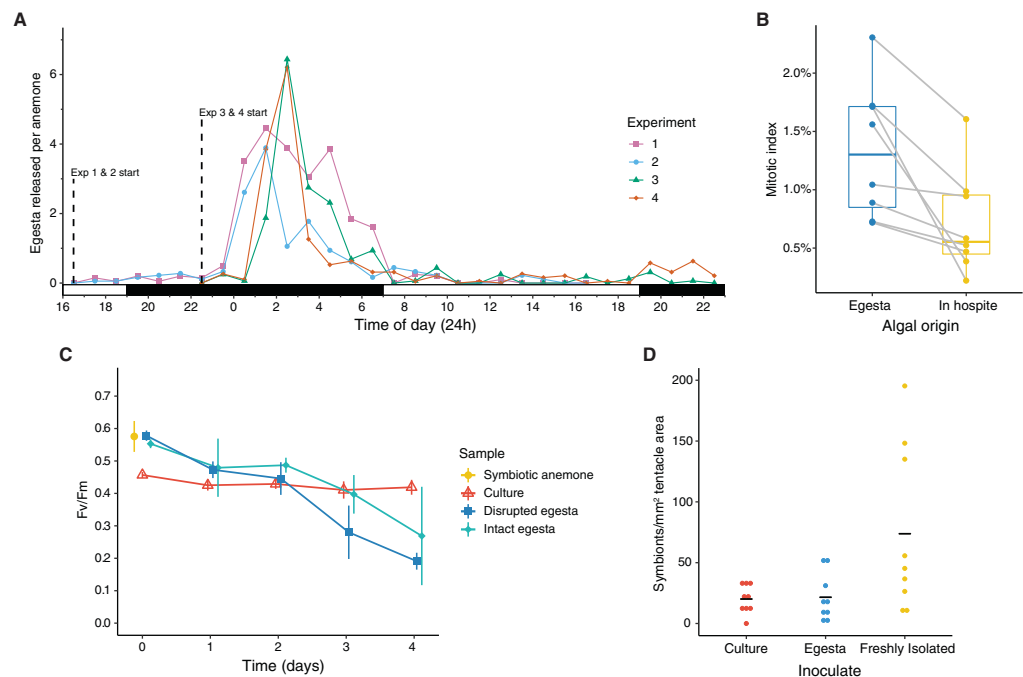 A
Egesta released per anemone
6
4
2
0
Exp 1 & 2 start
Exp 3 & 4 start
Experiment
1
2
3
4
16 18 20 22 0 2 4 6 8 10 12 14 16 18 20 22
Time of day (24h)
B
Mitotic index
2.0%
1.5%
1.0%
0.5%
Egesta In hospite
Algal origin
C
Fv/Fm
0.7
0.6
0.5
0.4
0.3
0.2
0.1
0.0
0 1 2 3 4
Time (days)
Sample
Symbiotic anemone
Culture
Disrupted egesta
Intact egesta
D
Symbionts/mm² tentacle area
200
150
100
50
0
Culture Egesta Freshly Isolated
Inoculate